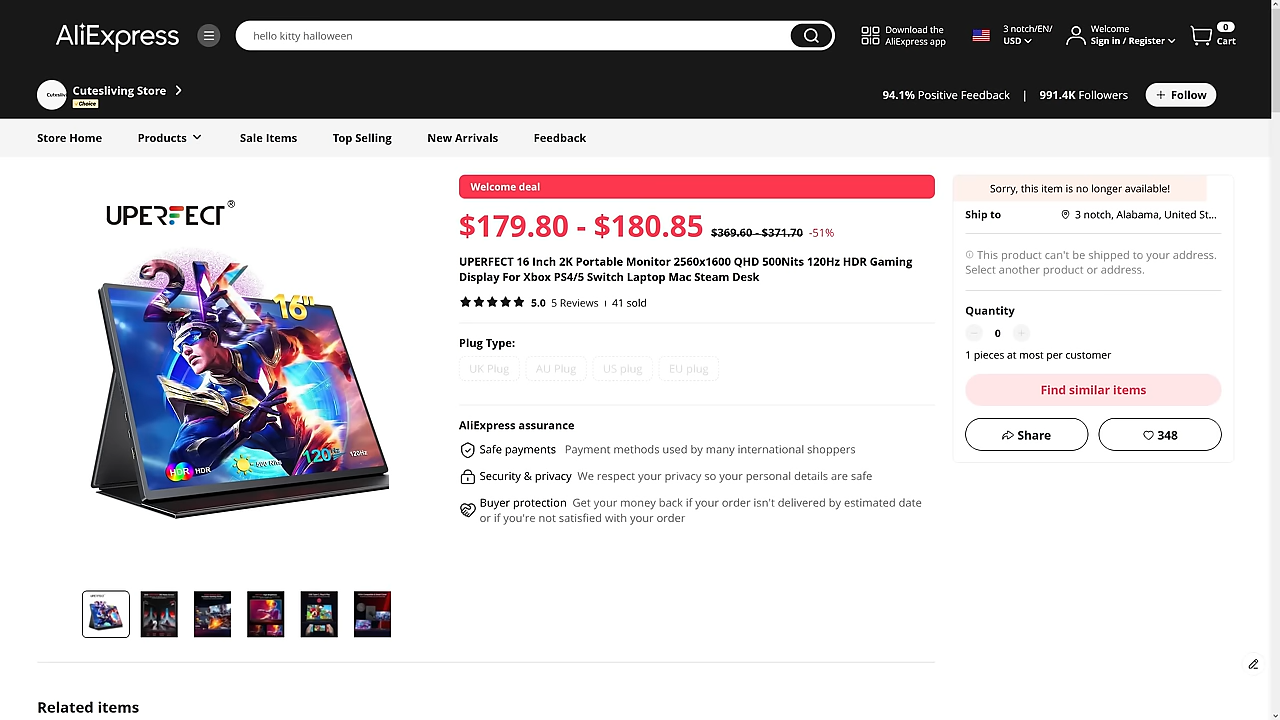 AliExpress
hello kitty halloween
Download the
AliExpress app
3 notch/EN/
USD
Welcome
Sign in / Register
0
Cart
Cutesliving Store
Choice
94.1% Positive Feedback | 991.4K Followers
+ Follow
Store Home
Products
Sale Items
Top Selling
New Arrivals
Feedback
UPERFECT®
2K
16"
HDR HDR
500 Nits
120Hz
120Hz
Welcome deal
$179.80 - $180.85 $369.60 - $371.70 -51%
UPERFECT 16 Inch 2K Portable Monitor 2560x1600 QHD 500Nits 120Hz HDR Gaming
Display For Xbox PS4/5 Switch Laptop Mac Steam Desk
5.0 5 Reviews 41 sold
Plug Type:
UK Plug
AU Plug
US plug
EU plug
AliExpress assurance
Safe payments Payment methods used by many international shoppers
Security & privacy We respect your privacy so your personal details are safe
Buyer protection Get your money back if your order isn't delivered by estimated date
or if you're not satisfied with your order
Sorry, this item is no longer available!
Ship to 3 notch, Alabama, United St...
This product can't be shipped to your address.
Select another product or address.
Quantity
0
1 pieces at most per customer
Find similar items
Share
348
Related items